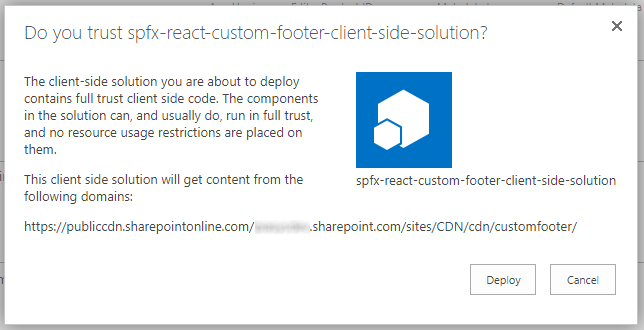 Do you trust spfx-react-custom-footer-client-side-solution?
The client-side solution you are about to deploy
contains full trust client side code. The components
in the solution can, and usually do, run in full trust,
and no resource usage restrictions are placed on
them.
spfx-react-custom-footer-client-side-solution
This client side solution will get content from the
following domains:
https://publiccdn.sharepointonline.com/ .sharepoint.com/sites/CDN/cdn/customfooter/
Deploy
Cancel